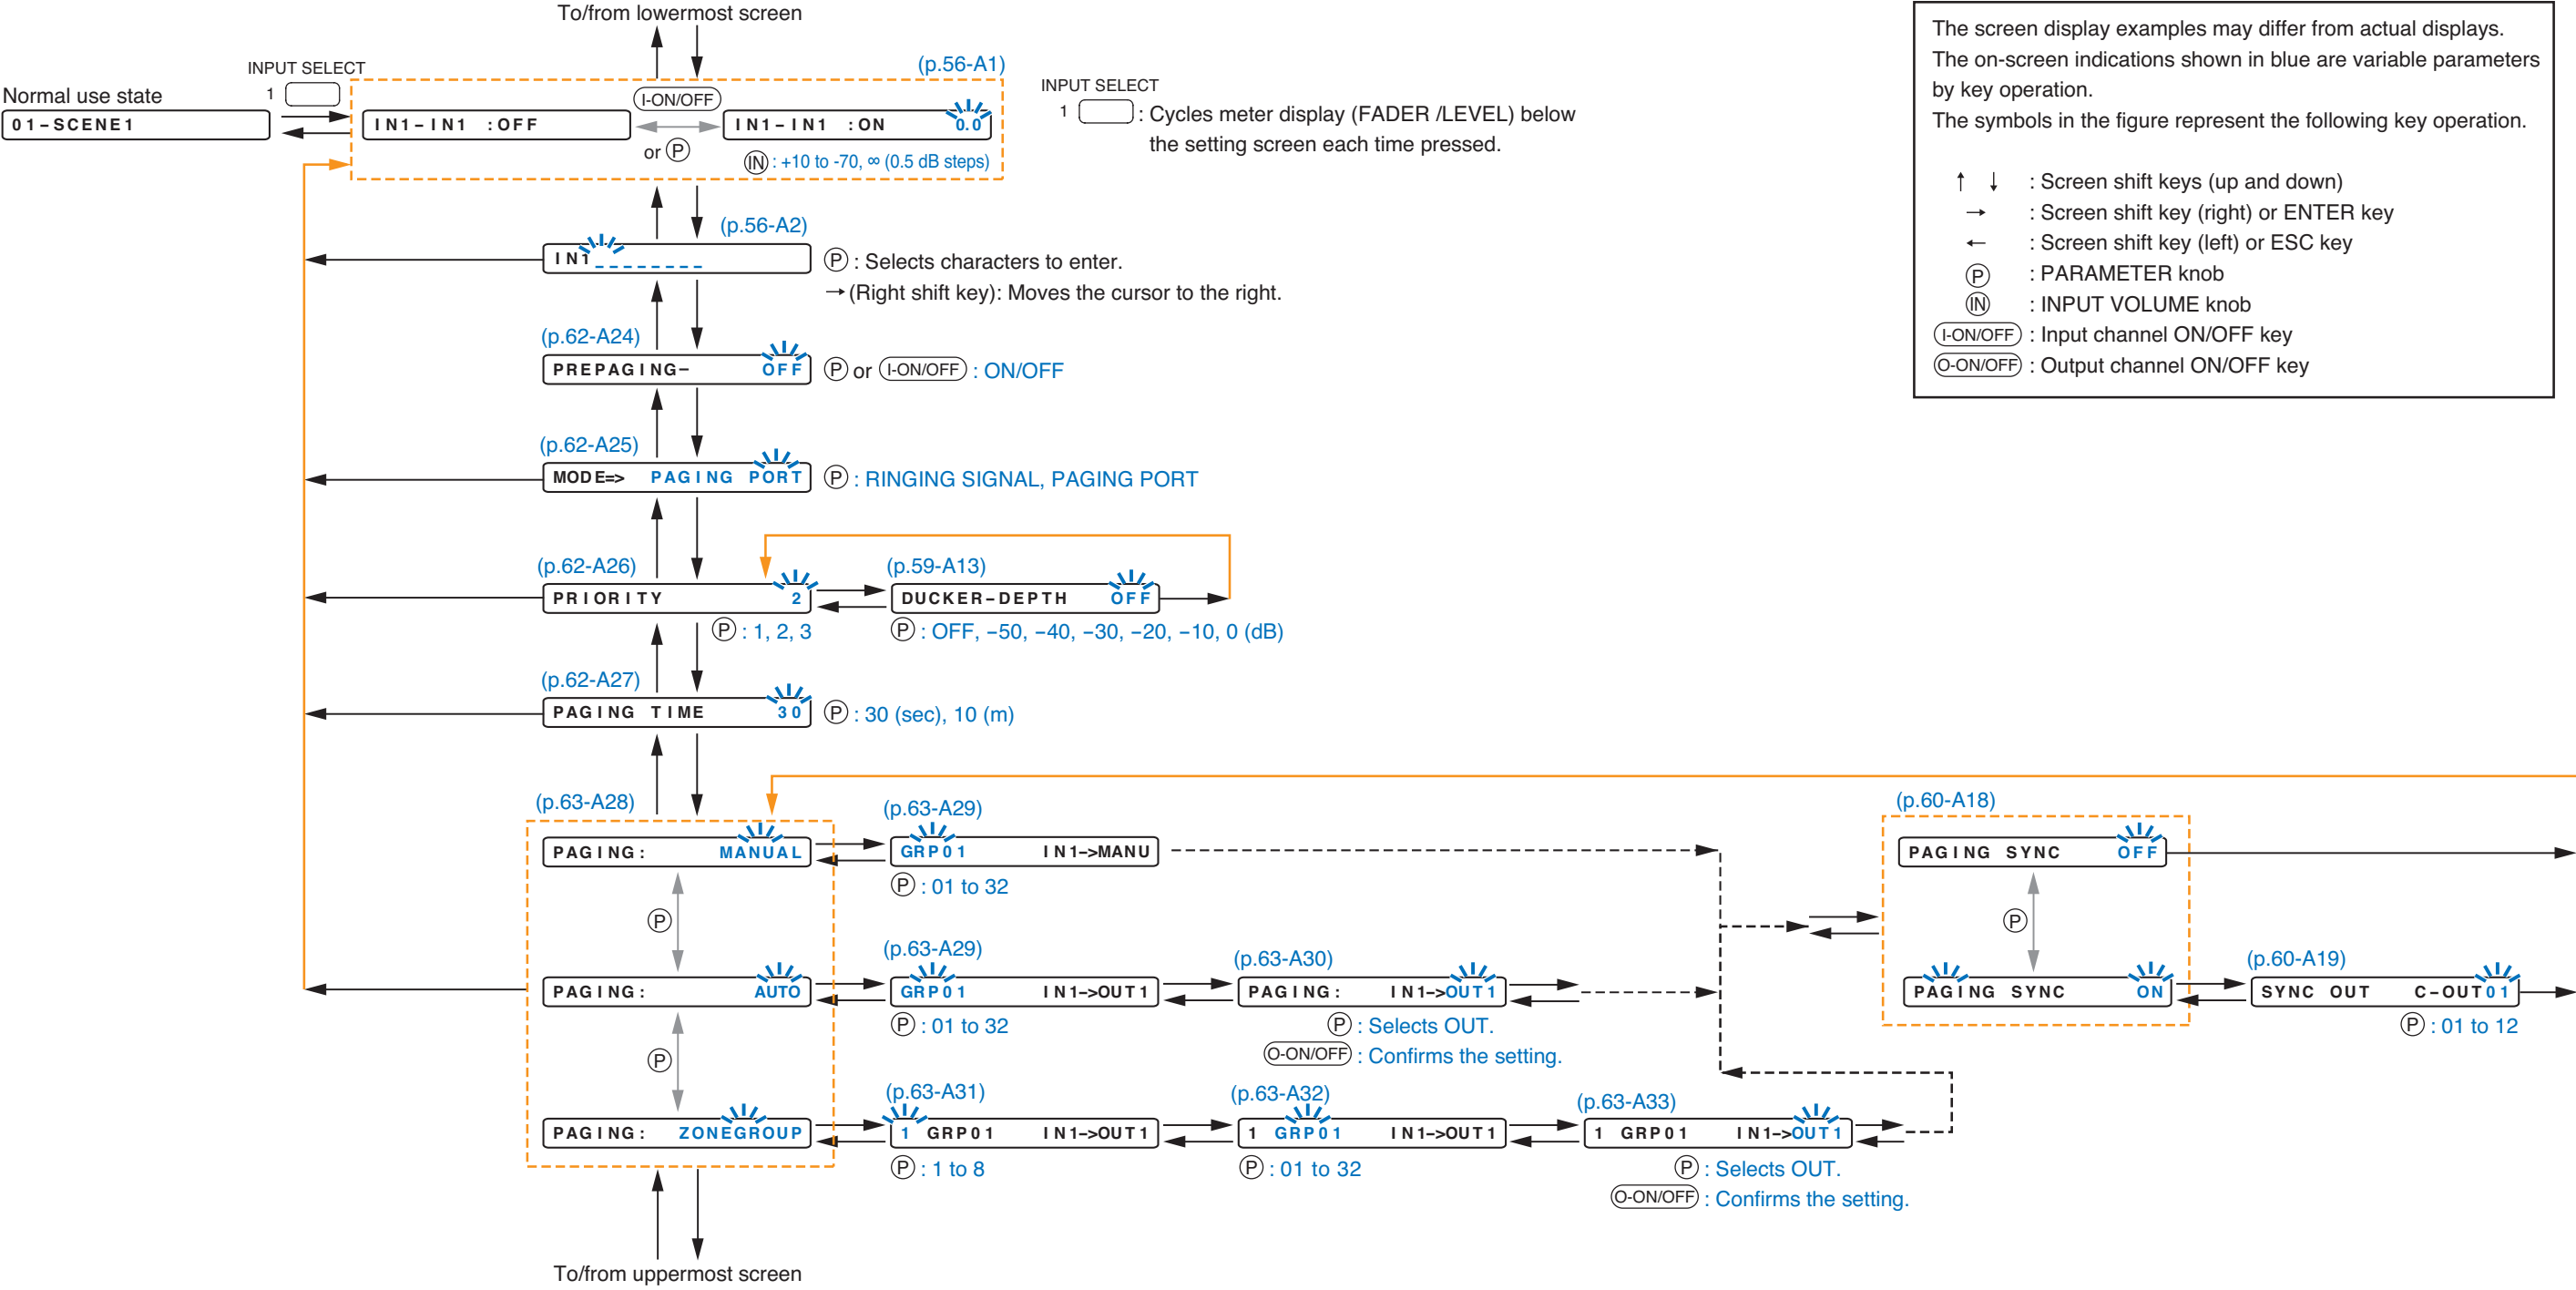 To/from lowermost screen
INPUT SELECT
1
Normal use state
01-SCENE1
(p.56-A1)
IN1-IN1 :OFF
I-ON/OFF
or P
IN1-IN1 :ON 0.0
IN : +10 to -70, ∞ (0.5 dB steps)
INPUT SELECT
1 : Cycles meter display (FADER /LEVEL) below
the setting screen each time pressed.
The screen display examples may differ from actual displays.
The on-screen indications shown in blue are variable parameters
by key operation.
The symbols in the figure represent the following key operation.
↑ ↓ : Screen shift keys (up and down)
→ : Screen shift key (right) or ENTER key
← : Screen shift key (left) or ESC key
P : PARAMETER knob
IN : INPUT VOLUME knob
I-ON/OFF : Input channel ON/OFF key
O-ON/OFF : Output channel ON/OFF key
(p.56-A2)
IN1_ _ _ _ _ _ _ _
P : Selects characters to enter.
→ (Right shift key): Moves the cursor to the right.
(p.62-A24)
PREPAGING- OFF
P or I-ON/OFF : ON/OFF
(p.62-A25)
MODE=> PAGING PORT
P : RINGING SIGNAL, PAGING PORT
(p.62-A26)
PRIORITY 2
P : 1, 2, 3
(p.59-A13)
DUCKER-DEPTH OFF
P : OFF, −50, −40, −30, −20, −10, 0 (dB)
(p.62-A27)
PAGING TIME 30
P : 30 (sec), 10 (m)
(p.63-A28)
PAGING: MANUAL
(p.63-A29)
GRP01 IN1->MANU
P : 01 to 32
(p.60-A18)
PAGING SYNC OFF
P
P
(p.63-A29)
PAGING: AUTO
GRP01 IN1->OUT1
P : 01 to 32
(p.63-A30)
PAGING: IN1->OUT1
P : Selects OUT.
O-ON/OFF : Confirms the setting.
PAGING SYNC ON
(p.60-A19)
SYNC OUT C-OUT01
P : 01 to 12
P
PAGING: ZONEGROUP
(p.63-A31)
1 GRP01 IN1->OUT1
P : 1 to 8
(p.63-A32)
1 GRP01 IN1->OUT1
P : 01 to 32
(p.63-A33)
1 GRP01 IN1->OUT1
P : Selects OUT.
O-ON/OFF : Confirms the setting.
To/from uppermost screen